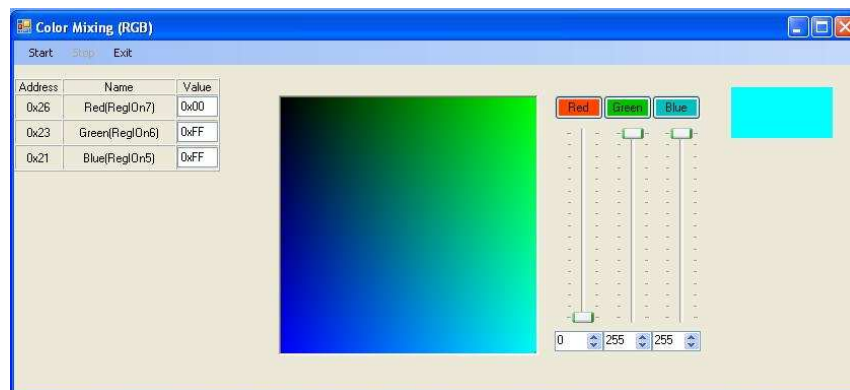 Color Mixing (RGB)
Start Stop Exit
Address Name Value
0x26 Red(RegIOn7) 0x00
0x23 Green(RegIOn6) 0xFF
0x21 Blue(RegIOn5) 0xFF
Red Green Blue
0 255 255